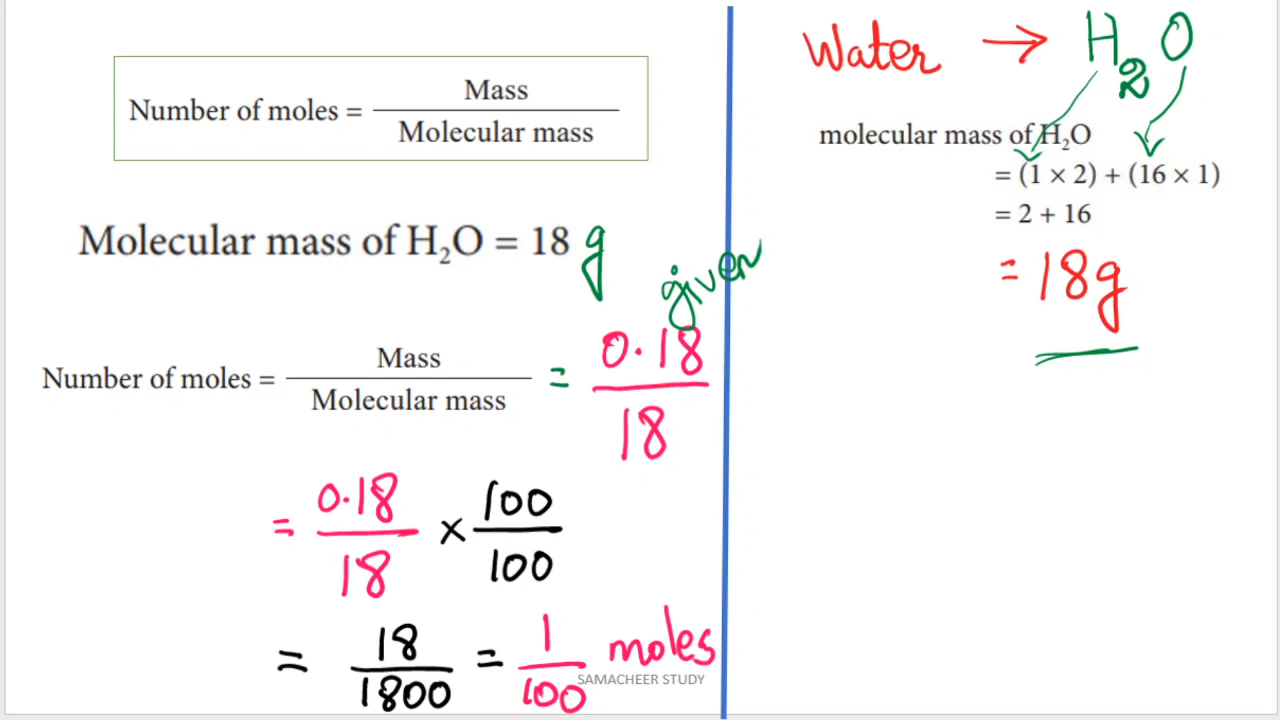 Number of moles = Mass / Molecular mass
Molecular mass of H₂O = 18 g
given
Number of moles = Mass / Molecular mass = 0.18 / 18
= 0.18 / 18 × 100 / 100
= 18 / 1800 = 1 / 100 moles
SAMACHEER STUDY
Water → H₂O
molecular mass of H₂O
= (1 × 2) + (16 × 1)
= 2 + 16
= 18g